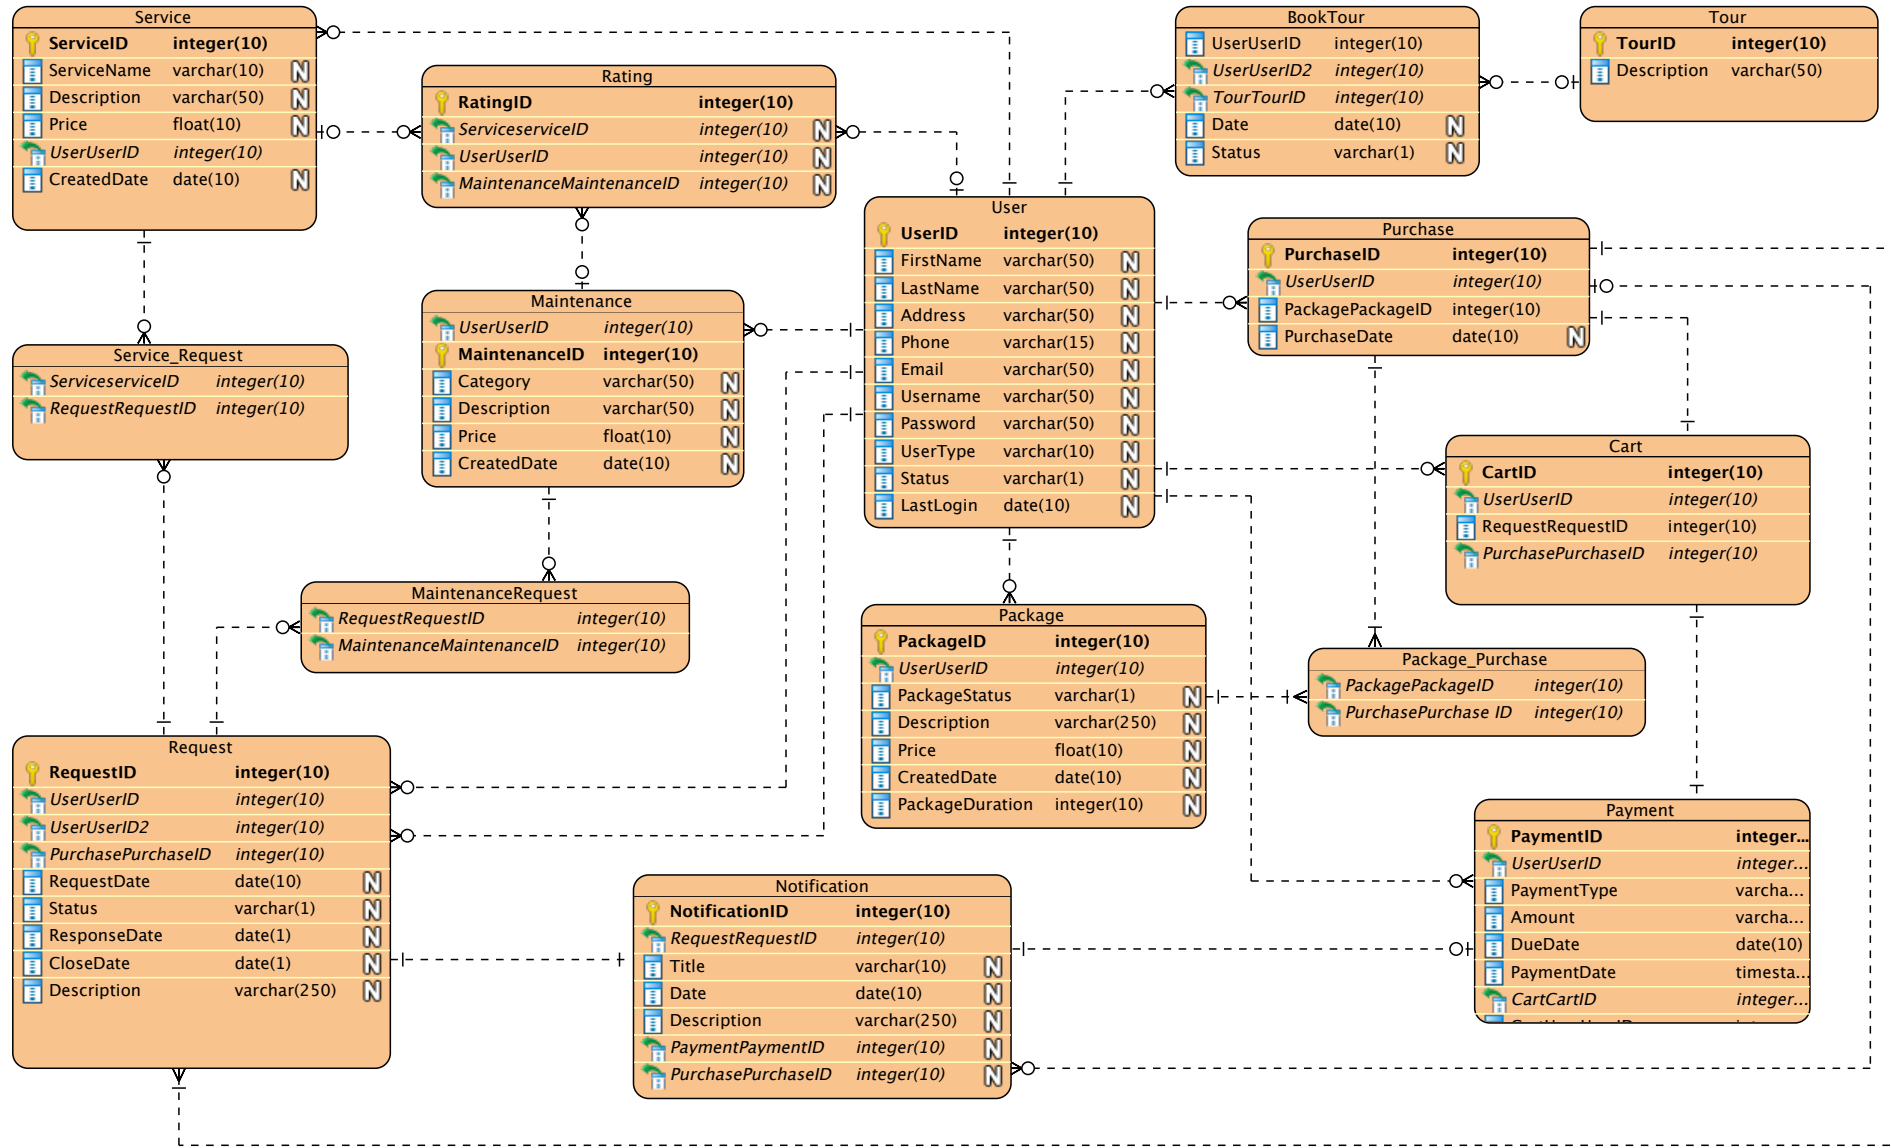 Service
ServiceID integer(10)
ServiceName varchar(10) N
Description varchar(50) N
Price float(10) N
UserUserID integer(10)
CreatedDate date(10) N
Rating
RatingID integer(10)
ServiceserviceID integer(10) N
UserUserID integer(10) N
MaintenanceMaintenanceID integer(10) N
BookTour
UserUserID integer(10)
UserUserID2 integer(10)
TourTourID integer(10)
Date date(10) N
Status varchar(1) N
Tour
TourID integer(10)
Description varchar(50)
User
UserID integer(10)
FirstName varchar(50) N
LastName varchar(50) N
Address varchar(50) N
Phone varchar(15) N
Email varchar(50) N
Username varchar(50) N
Password varchar(50) N
UserType varchar(10) N
Status varchar(1) N
LastLogin date(10) N
Purchase
PurchaseID integer(10)
UserUserID integer(10)
PackagePackageID integer(10)
PurchaseDate date(10) N
Maintenance
UserUserID integer(10)
MaintenanceID integer(10)
Category varchar(50) N
Description varchar(50) N
Price float(10) N
CreatedDate date(10) N
Service_Request
ServiceserviceID integer(10)
RequestRequestID integer(10)
Cart
CartID integer(10)
UserUserID integer(10)
RequestRequestID integer(10)
PurchasePurchaseID integer(10)
MaintenanceRequest
RequestRequestID integer(10)
MaintenanceMaintenanceID integer(10)
Package
PackageID integer(10)
UserUserID integer(10)
PackageStatus varchar(1) N
Description varchar(250) N
Price float(10) N
CreatedDate date(10) N
PackageDuration integer(10) N
Package_Purchase
PackagePackageID integer(10)
PurchasePurchase ID integer(10)
Request
RequestID integer(10)
UserUserID integer(10)
UserUserID2 integer(10)
PurchasePurchaseID integer(10)
RequestDate date(10) N
Status varchar(1) N
ResponseDate date(1) N
CloseDate date(1) N
Description varchar(250) N
Notification
NotificationID integer(10)
RequestRequestID integer(10)
Title varchar(10) N
Date date(10) N
Description varchar(250) N
PaymentPaymentID integer(10) N
PurchasePurchaseID integer(10) N
Payment
PaymentID integer...
UserUserID integer...
PaymentType varcha...
Amount varcha...
DueDate date(10)
PaymentDate timesta...
CartCartID integer...